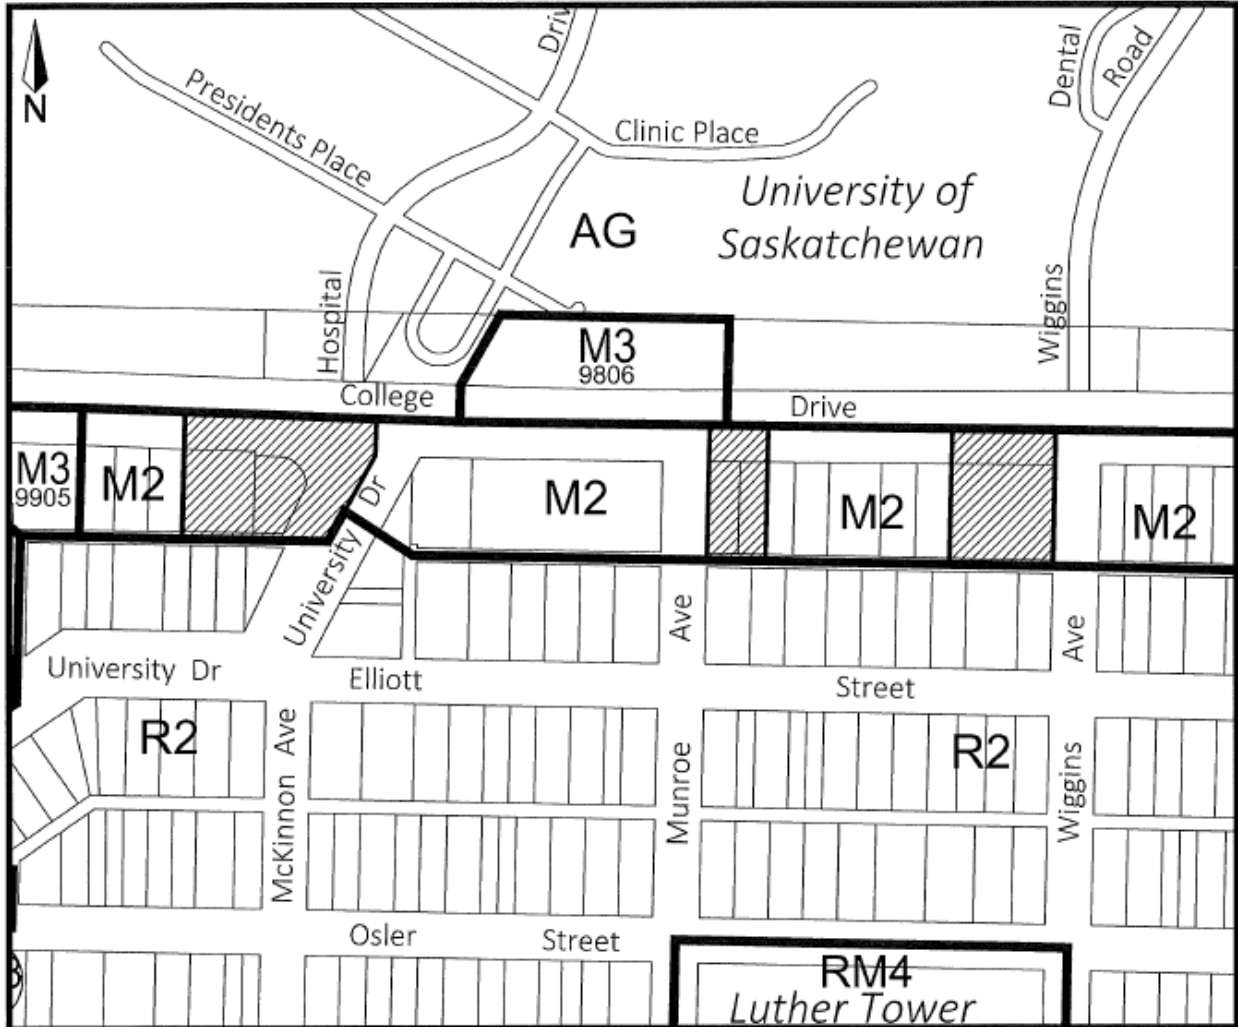 Driv
Dental
Road
Presidents Place
Clinic Place
N
University of
Saskatchewan
AG
Hospital
Wiggins
M3
9806
College
Drive
M3
9905
M2
University Dr
M2
M2
M2
Ave
Ave
University Dr
Elliott
Street
R2
McKinnon Ave
Munroe
R2
Wiggins
Osler
Street
RM4
Luther Tower